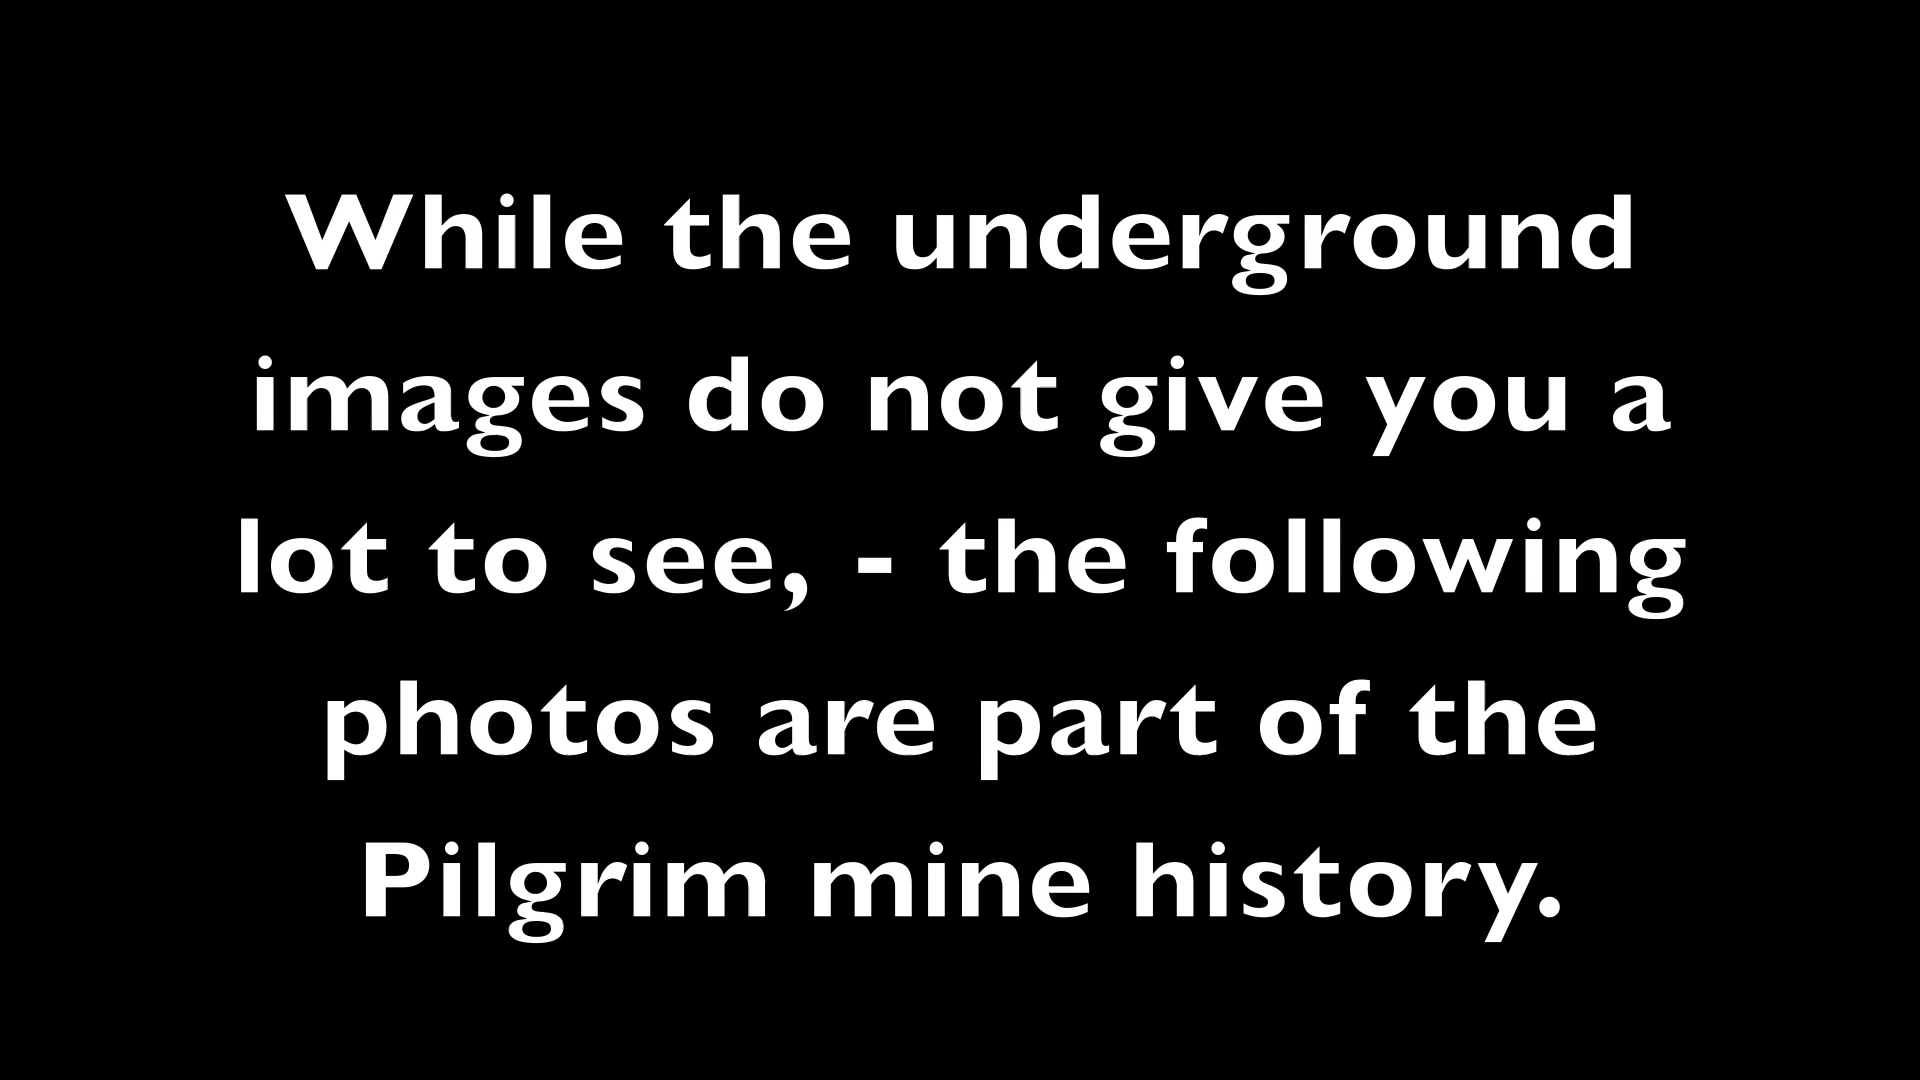 While the underground
images do not give you a
lot to see, - the following
photos are part of the
Pilgrim mine history.